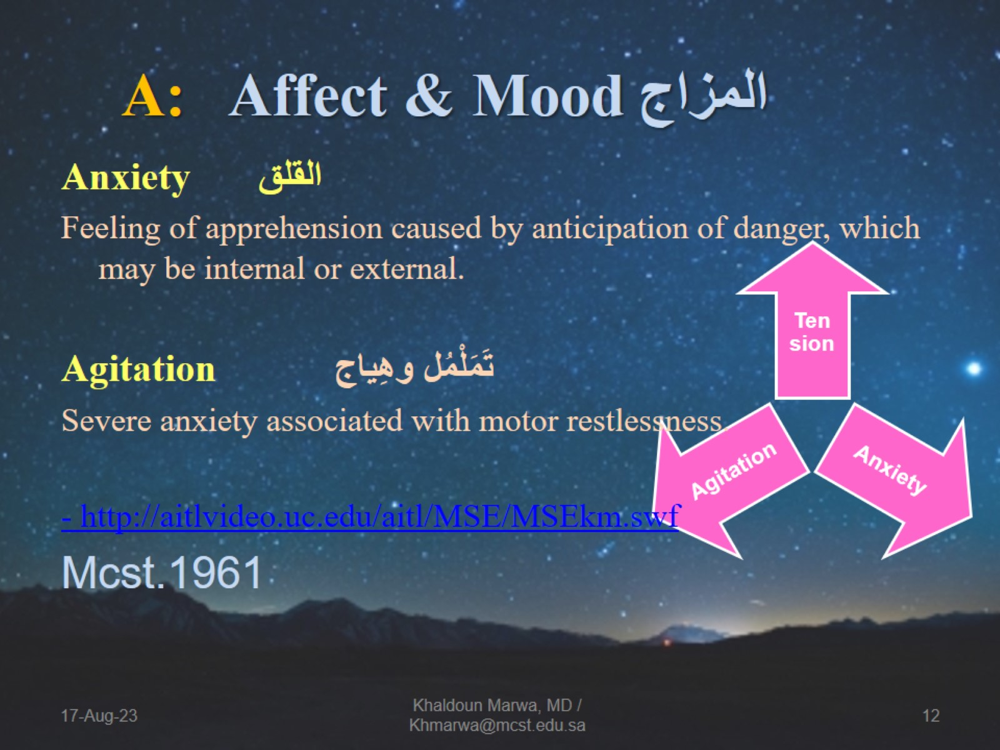 A: Affect & Mood المزاج
Anxiety القلق
Feeling of apprehension caused by anticipation of danger, which
may be internal or external.
Agitation تَمَلْمُل وهِياج
Severe anxiety associated with motor restlessness.
Ten
sion
Agitation
Anxiety
- http://aitlvideo.uc.edu/aitl/MSE/MSEkm.swf
Mcst.1961
17-Aug-23
Khaldoun Marwa, MD /
Khmarwa@mcst.edu.sa
12